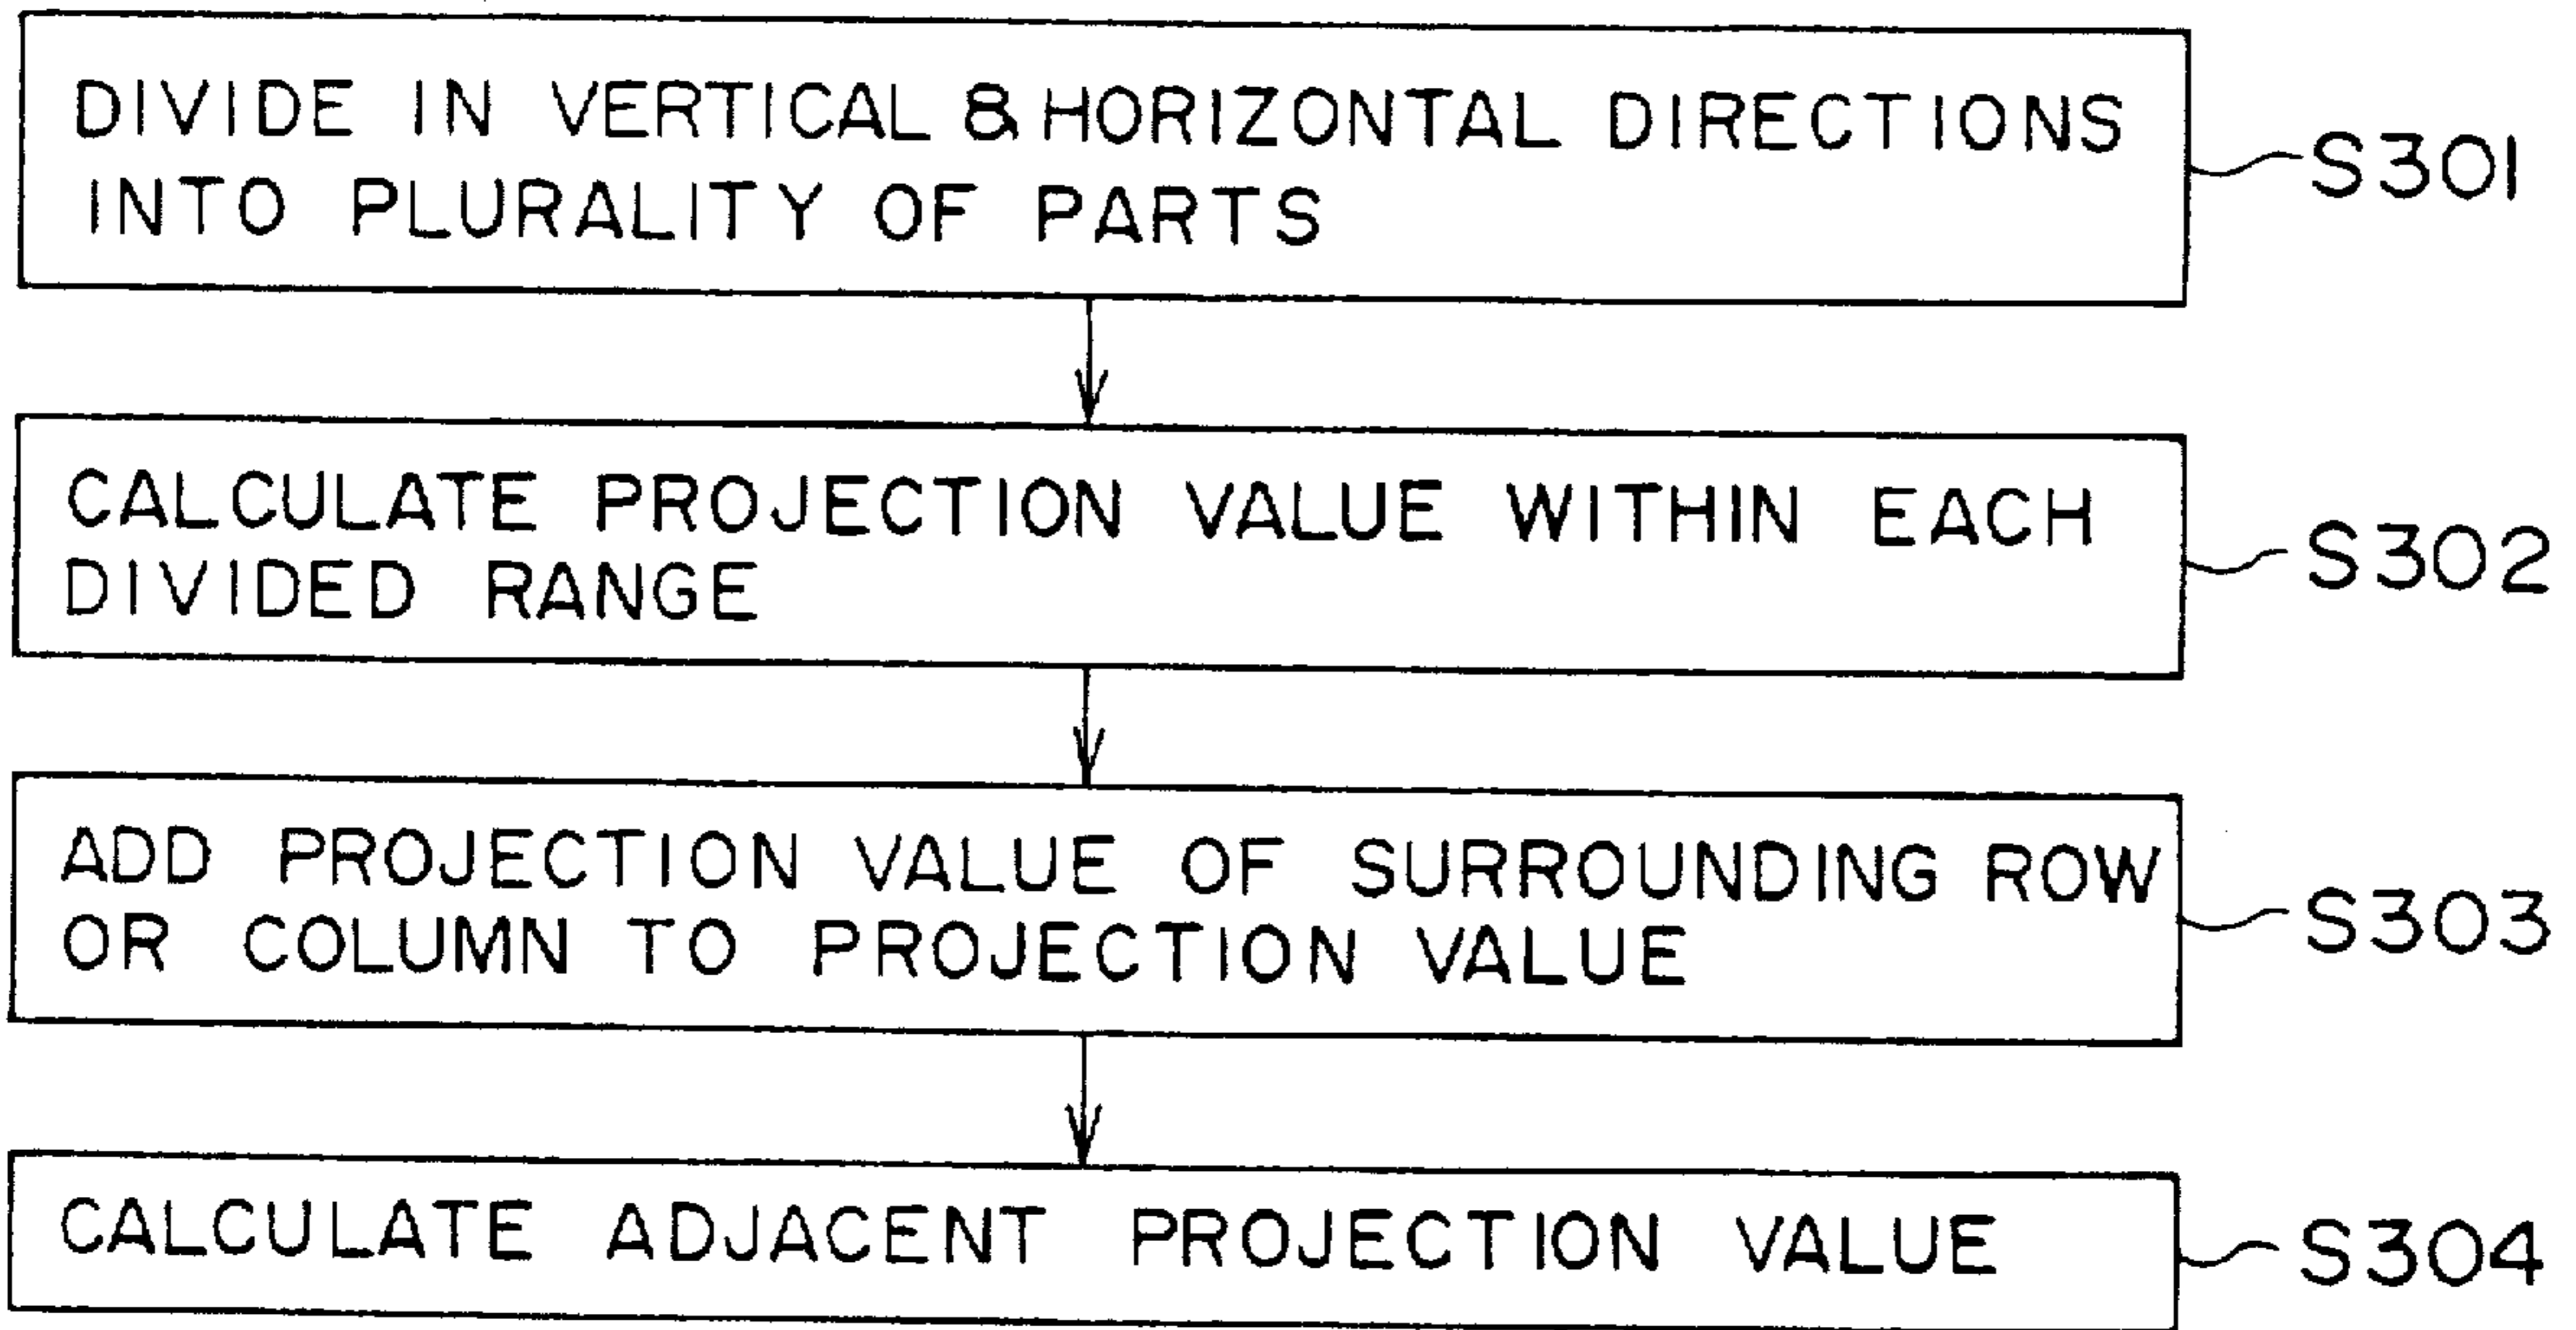 DIVIDE IN VERTICAL & HORIZONTAL DIRECTIONS
INTO PLURALITY OF PARTS
S301
CALCULATE PROJECTION VALUE WITHIN EACH
DIVIDED RANGE
S302
ADD PROJECTION VALUE OF SURROUNDING ROW
OR COLUMN TO PROJECTION VALUE
S303
CALCULATE ADJACENT PROJECTION VALUE
S304